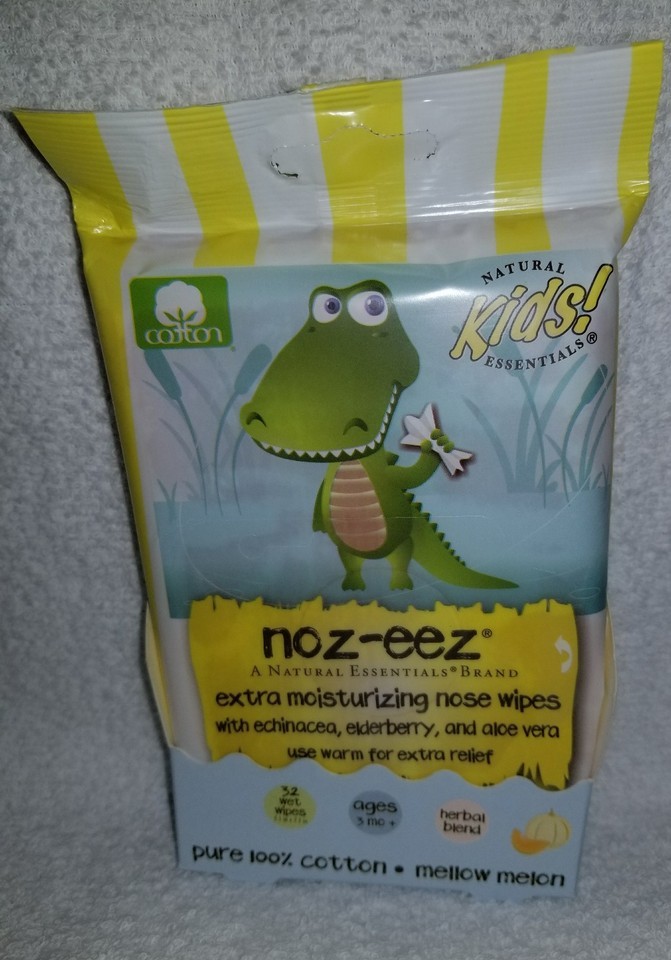 cotton
NATURAL
Kids!
ESSENTIALS®
noz-eez®
A NATURAL ESSENTIALS® BRAND
extra moisturizing nose wipes
with echinacea, elderberry, and aloe vera
use warm for extra relief
32
wet
wipes
ages
3 mo +
herbal
blend
pure 100% cotton • mellow melon